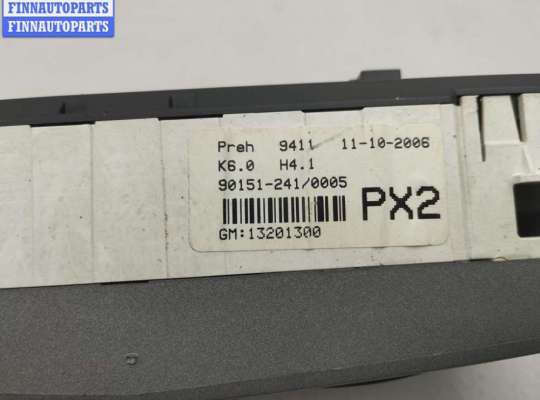 FINNAUTOPARTS
FINNAUTOPARTS
Preh 9411 11-10-2006
K6.0 H4.1
90151-241/0005
PX2
GM:13201300